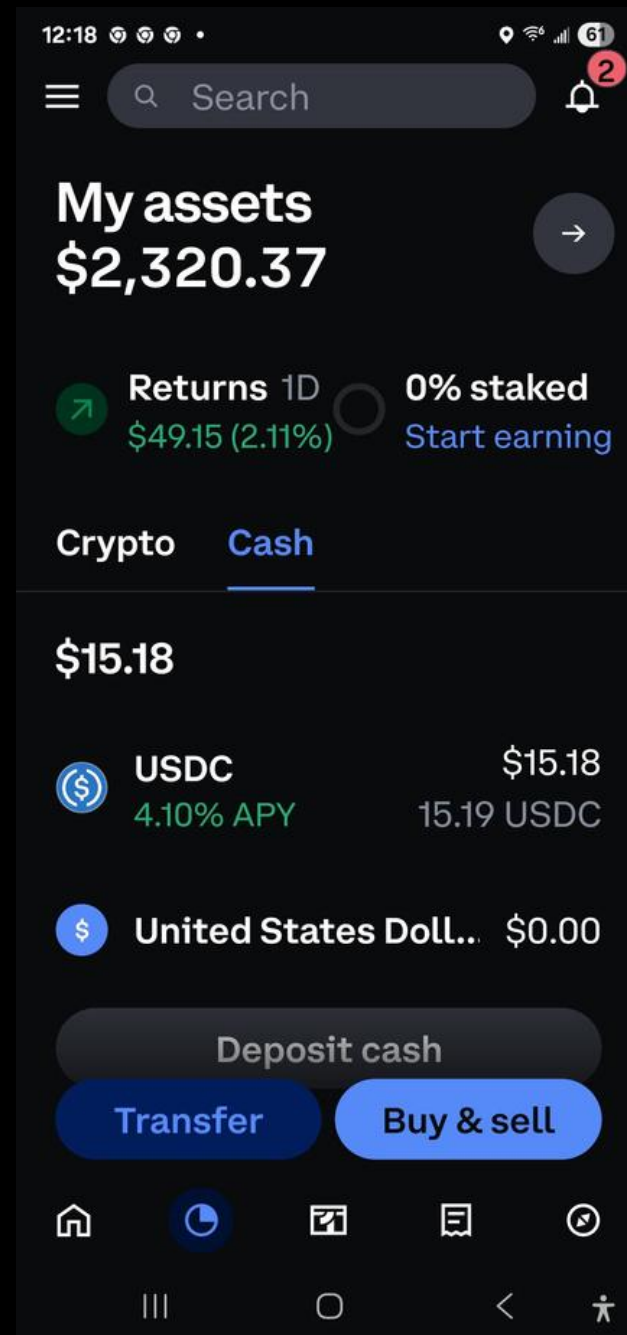 12:18
61
2
Search
My assets
$2,320.37
Returns 1D
$49.15 (2.11%)
0% staked
Start earning
Crypto Cash
$15.18
USDC $15.18
4.10% APY 15.19 USDC
United States Doll... $0.00
Deposit cash
Transfer Buy & sell